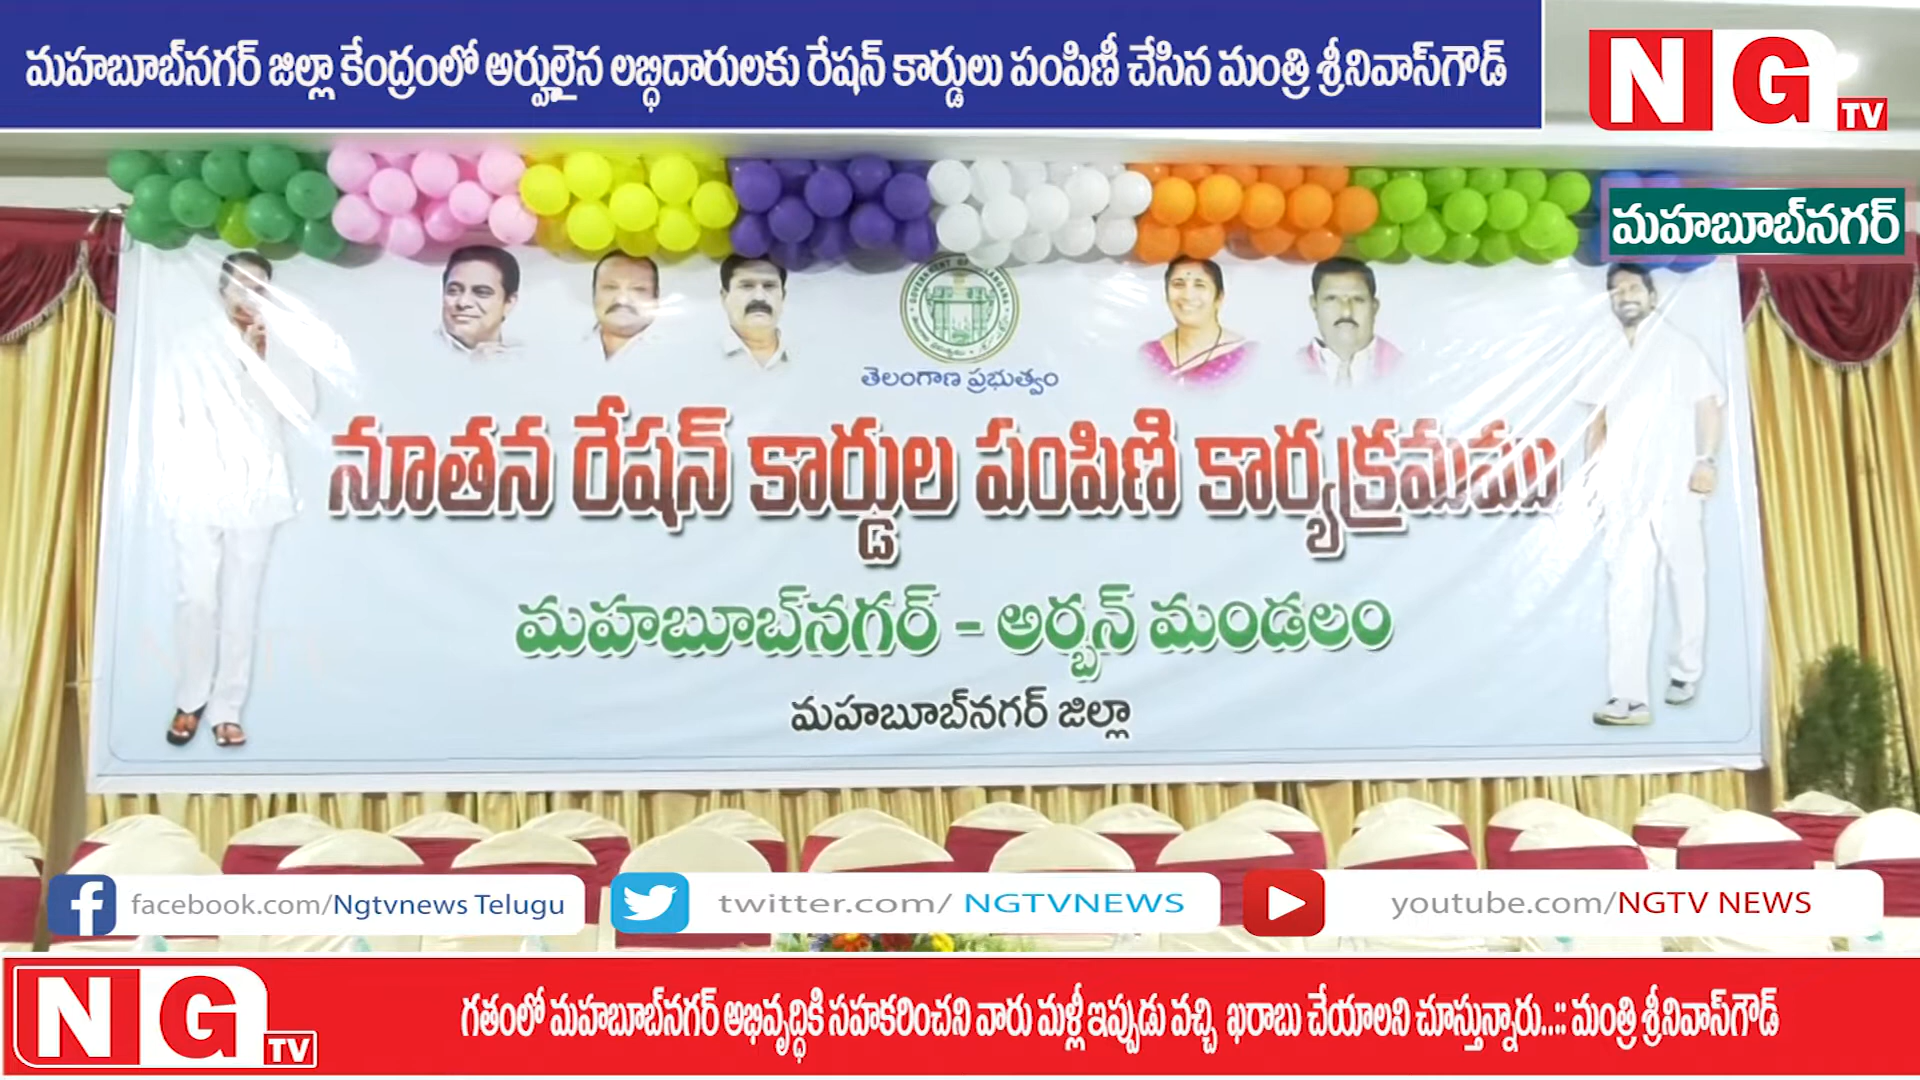 మహబూబ్‌నగర్ జిల్లా కేంద్రంలో అర్హులైన లబ్ధిదారులకు రేషన్ కార్డులు పంపిణీ చేసిన మంత్రి శ్రీనివాస్‌గౌడ్
NG TV
మహబూబ్‌నగర్
తెలంగాణ ప్రభుత్వం
నూతన రేషన్ కార్డుల పంపిణి కార్యక్రమము
మహబూబ్‌నగర్ - అర్బన్ మండలం
మహబూబ్‌నగర్ జిల్లా
facebook.com/Ngtvnews Telugu
twitter.com/ NGTVNEWS
youtube.com/NGTV NEWS
NG TV
గతంలో మహబూబ్‌నగర్ అభివృద్ధికి సహకరించని వారు మళ్లీ ఇప్పుడు వచ్చి ఖరాబు చేయాలని చూస్తున్నారు..:: మంత్రి శ్రీనివాస్‌గౌడ్